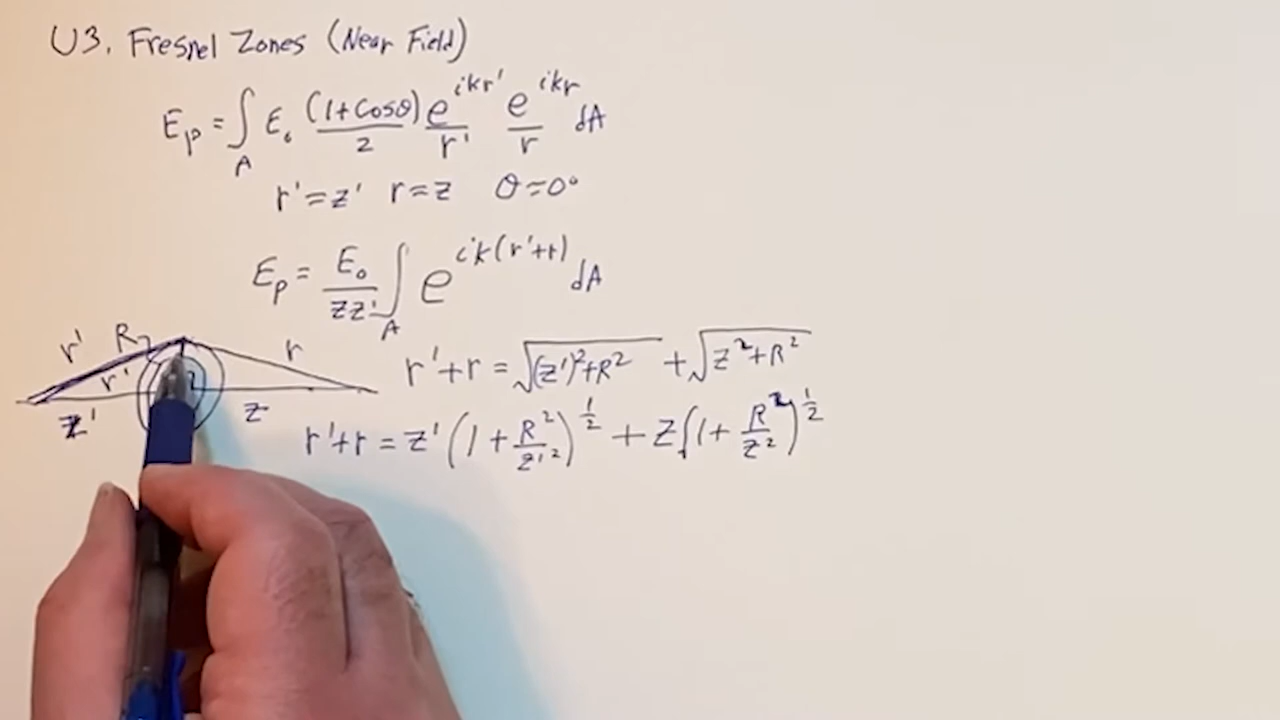 U3. Fresnel Zones (Near Field)
E_p = ∫_A E_0 (1+Cosθ)/2 e^{ikr'}/r' e^{ikr}/r dA
r'=z' r=z θ≈0°
E_p = E_0/zz' ∫_A e^{ik(r'+r)} dA
r' R r
r'
z' z
r'+r = √((z')²+R²) + √(z²+R²)
r'+r = z'(1+R²/z'²)^{1/2} + z(1+R²/z²)^{1/2}